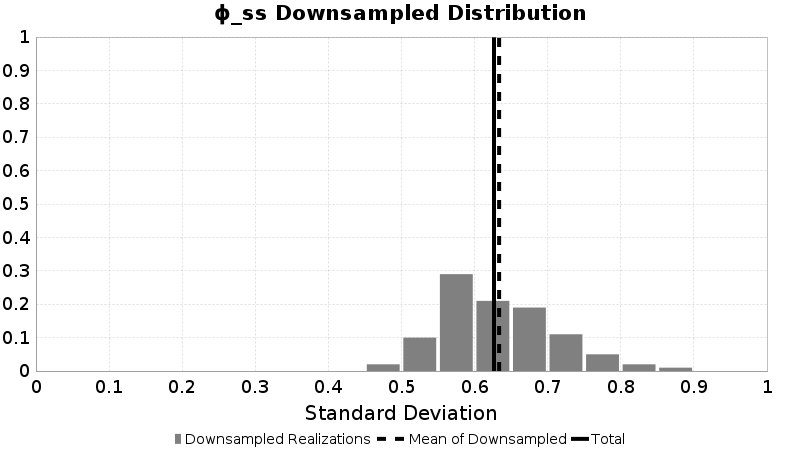 ϕ_ss Downsampled Distribution
1
0.9
0.8
0.7
0.6
0.5
0.4
0.3
0.2
0.1
0
0 0.1 0.2 0.3 0.4 0.5 0.6 0.7 0.8 0.9 1
Standard Deviation
Downsampled Realizations Mean of Downsampled Total